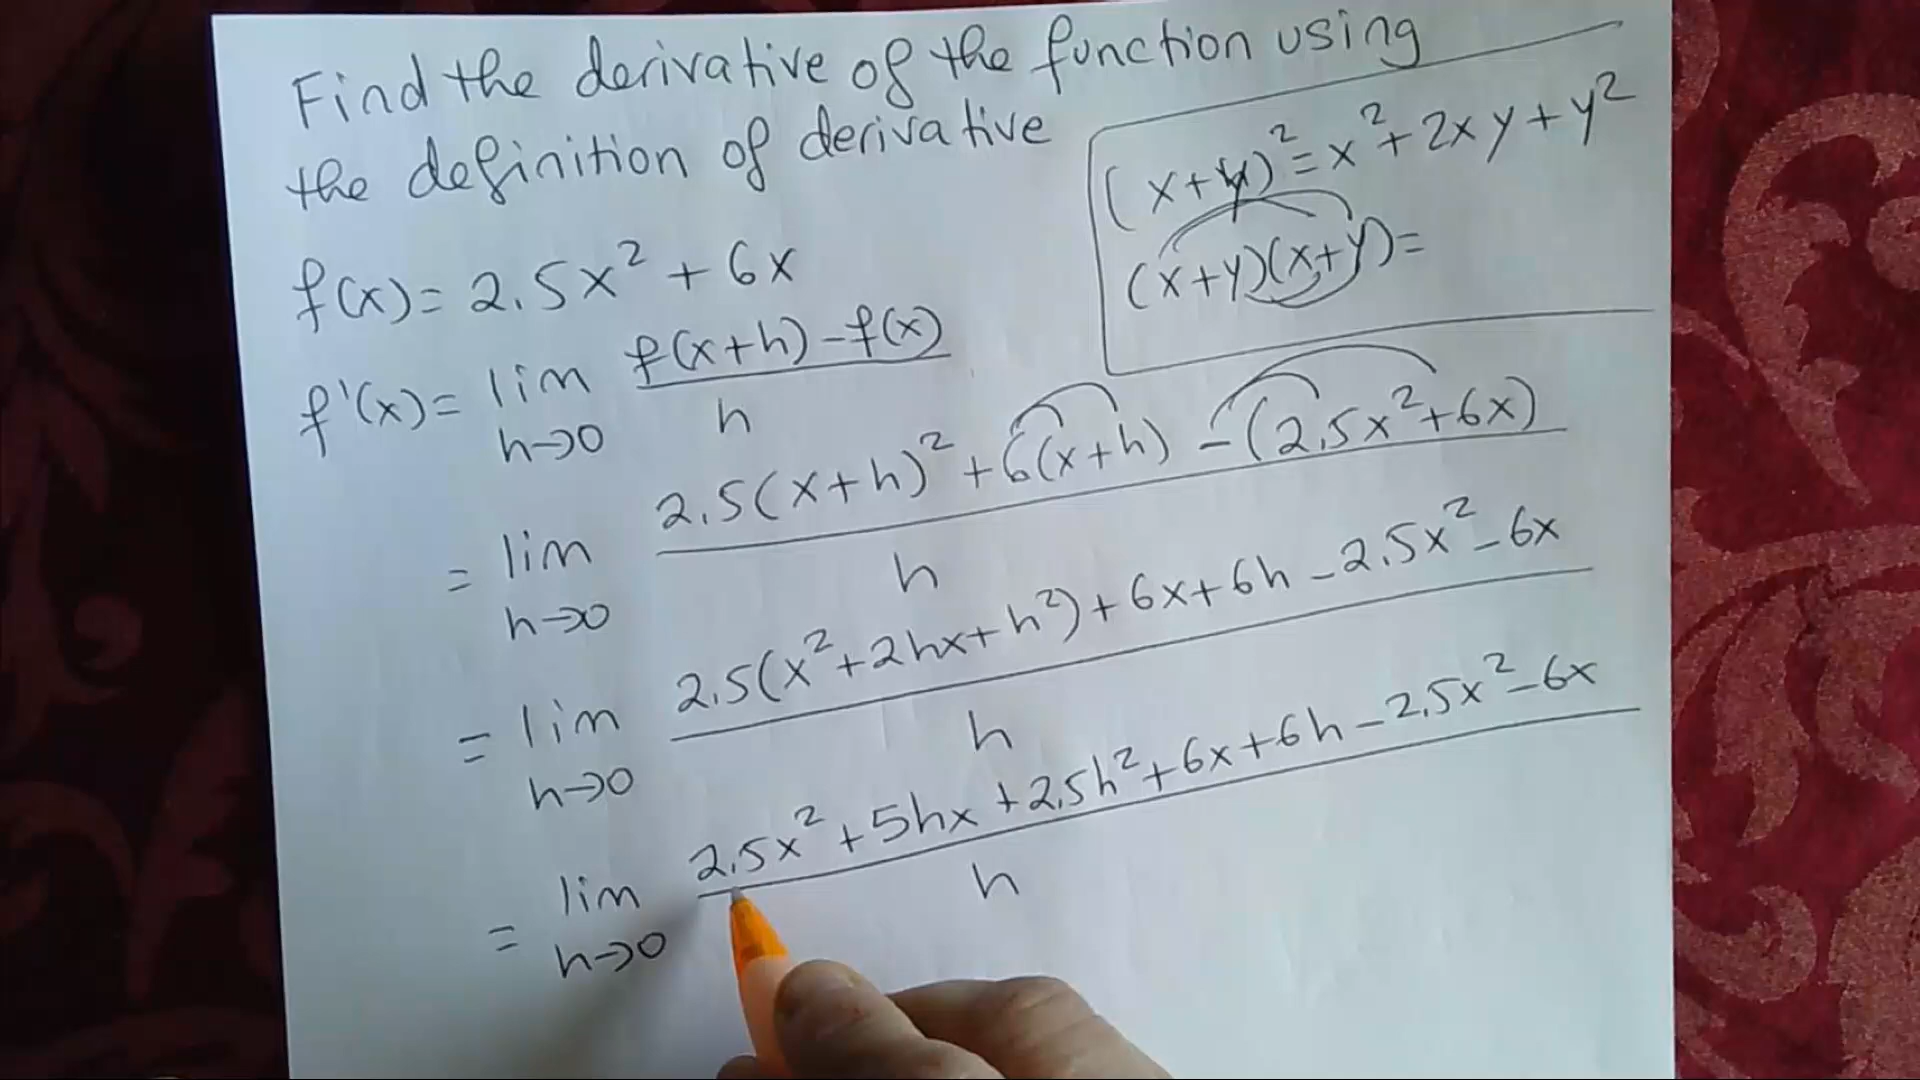 Find the derivative of the function using
the definition of derivative
(x+y)²=x²+2xy+y²
(x+y)(x+y)=
f(x)=2.5x²+6x
f'(x)= lim f(x+h)-f(x)
h→0 h
= lim 2.5(x+h)²+6(x+h)-(2.5x²+6x)
h→0 h
= lim 2.5(x²+2hx+h²)+6x+6h-2.5x²-6x
h→0 h
= lim 2.5x²+5hx+2.5h²+6x+6h-2.5x²-6x
h→0 h